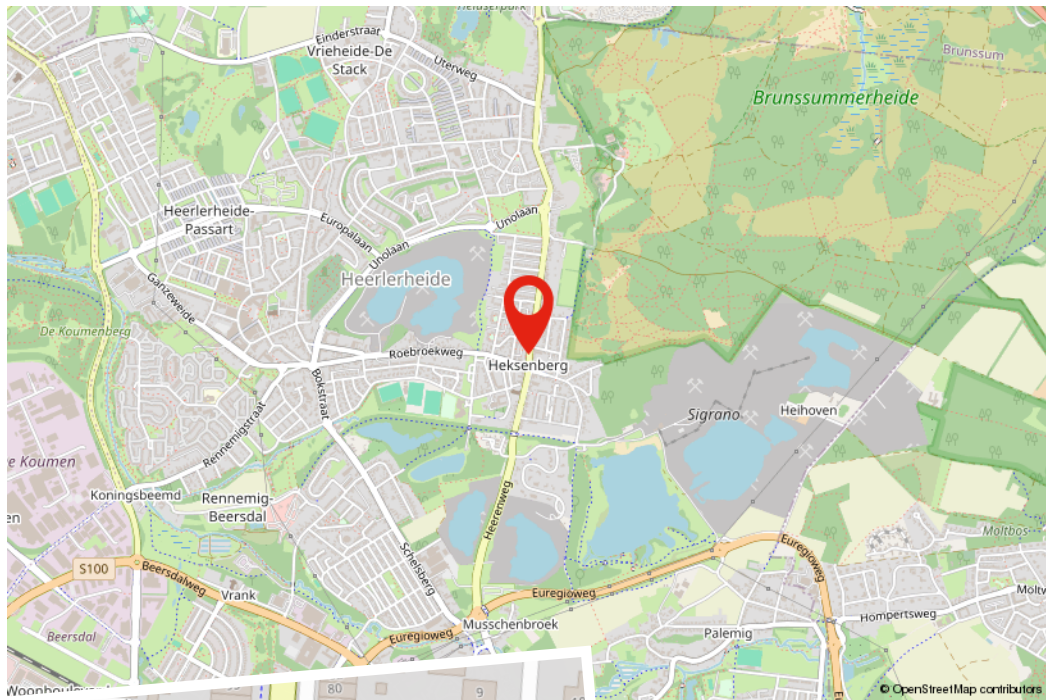 Einderstraat
Vrieheide-De
Stack
Uterweg
Brunssum
Brunssummerheide
Heerlerheide-
Passart
Europalaan
Unolaan
Unolaan
Heerlerheide
Ganzeweide
De Koumenberg
Roebroekweg
Heksenberg
Bokstraat
Sigrano
Heihoven
Rennemigstraat
Koumen
Koningsbeemd
Rennemig-
Beersdal
Heerenweg
Moltbos
Schelsberg
Euregioweg
S100
Beersdalweg
Vrank
Euregioweg
Hompertsweg
Musschenbroek
Palemig
Euregioweg
Beersdal
80
9
© OpenStreetMap contributors